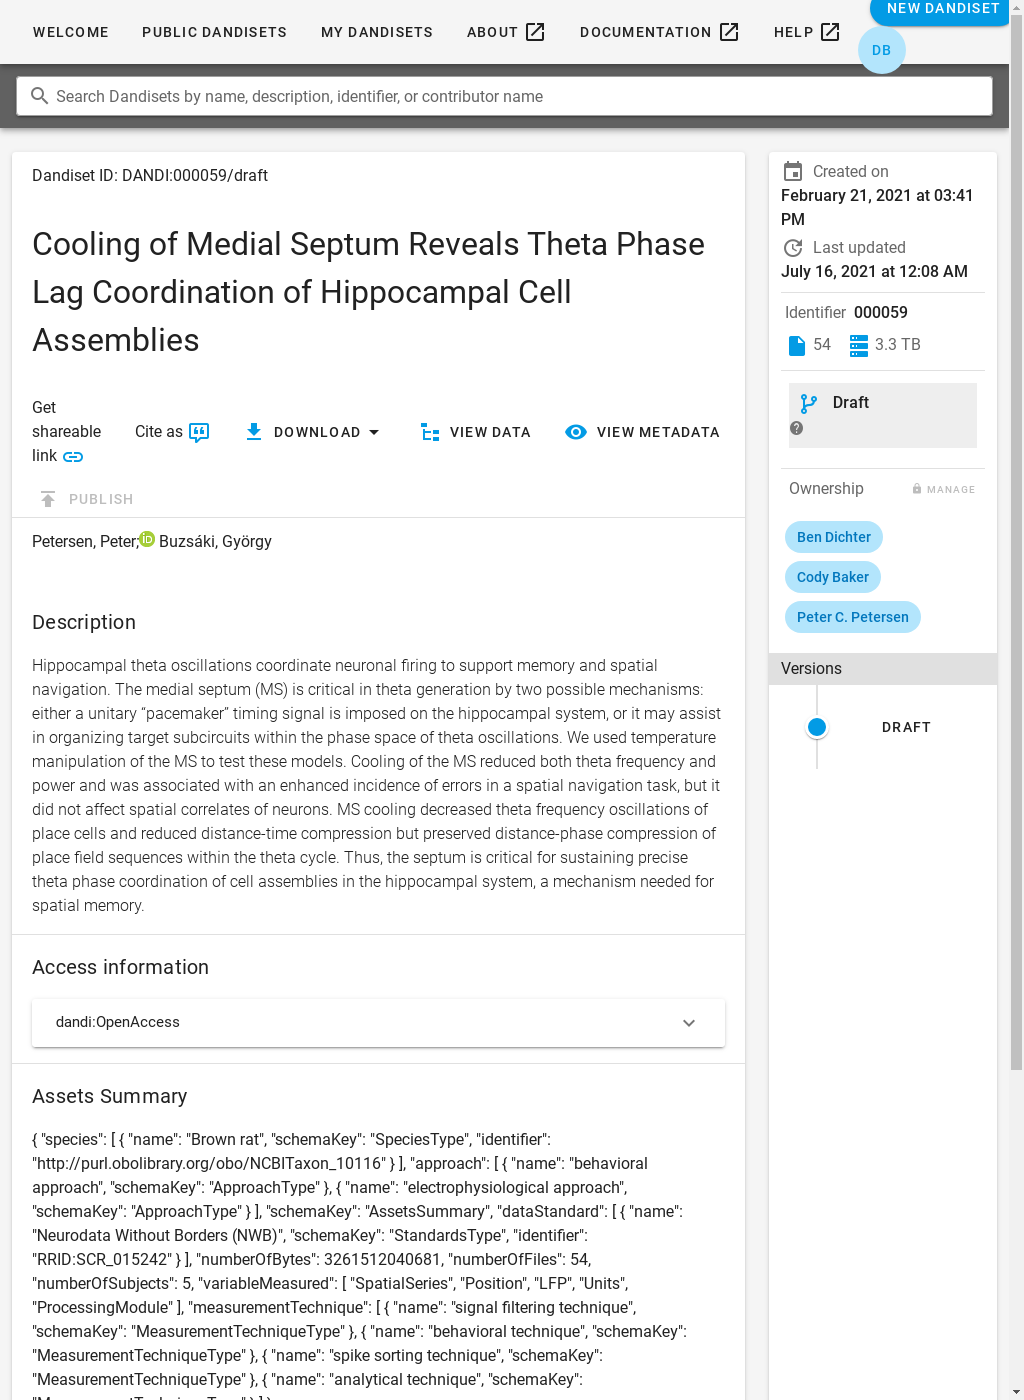 WELCOME PUBLIC DANDISETS MY DANDISETS ABOUT DOCUMENTATION HELP NEW DANDISET
DB
Search Dandisets by name, description, identifier, or contributor name
Dandiset ID: DANDI:000059/draft
Cooling of Medial Septum Reveals Theta Phase
Lag Coordination of Hippocampal Cell
Assemblies
Get
shareable
link
Cite as
DOWNLOAD
VIEW DATA
VIEW METADATA
PUBLISH
Petersen, Peter; Buzsáki, György
Description
Hippocampal theta oscillations coordinate neuronal firing to support memory and spatial
navigation. The medial septum (MS) is critical in theta generation by two possible mechanisms:
either a unitary “pacemaker” timing signal is imposed on the hippocampal system, or it may assist
in organizing target subcircuits within the phase space of theta oscillations. We used temperature
manipulation of the MS to test these models. Cooling of the MS reduced both theta frequency and
power and was associated with an enhanced incidence of errors in a spatial navigation task, but it
did not affect spatial correlates of neurons. MS cooling decreased theta frequency oscillations of
place cells and reduced distance-time compression but preserved distance-phase compression of
place field sequences within the theta cycle. Thus, the septum is critical for sustaining precise
theta phase coordination of cell assemblies in the hippocampal system, a mechanism needed for
spatial memory.
Access information
dandi:OpenAccess
Assets Summary
{ "species": [ { "name": "Brown rat", "schemaKey": "SpeciesType", "identifier":
"http://purl.obolibrary.org/obo/NCBITaxon_10116" } ], "approach": [ { "name": "behavioral
approach", "schemaKey": "ApproachType" }, { "name": "electrophysiological approach",
"schemaKey": "ApproachType" } ], "schemaKey": "AssetsSummary", "dataStandard": [ { "name":
"Neurodata Without Borders (NWB)", "schemaKey": "StandardsType", "identifier":
"RRID:SCR_015242" } ], "numberOfBytes": 3261512040681, "numberOfFiles": 54,
"numberOfSubjects": 5, "variableMeasured": [ "SpatialSeries", "Position", "LFP", "Units",
"ProcessingModule" ], "measurementTechnique": [ { "name": "signal filtering technique",
"schemaKey": "MeasurementTechniqueType" }, { "name": "behavioral technique", "schemaKey":
"MeasurementTechniqueType" }, { "name": "spike sorting technique", "schemaKey":
"MeasurementTechniqueType" }, { "name": "analytical technique", "schemaKey":
"MeasurementTechniqueType" } ] }
Created on
February 21, 2021 at 03:41
PM
Last updated
July 16, 2021 at 12:08 AM
Identifier 000059
54 3.3 TB
Draft
Ownership MANAGE
Ben Dichter
Cody Baker
Peter C. Petersen
Versions
DRAFT